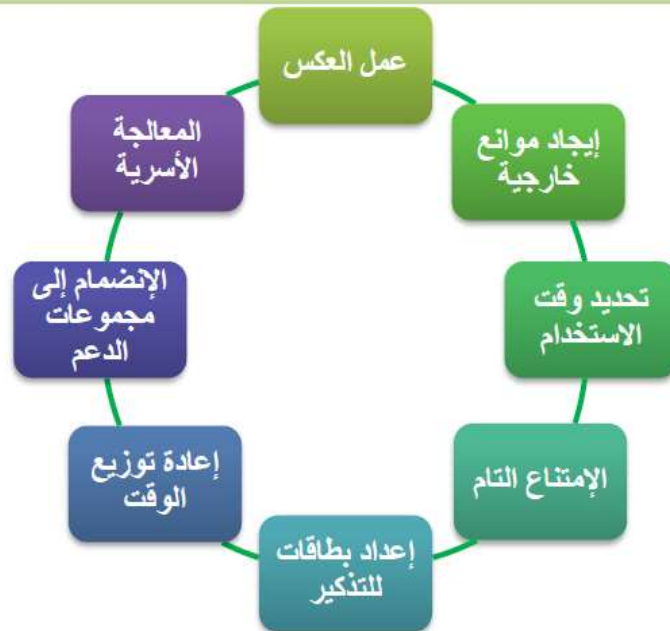 عمل العكس
إيجاد موانع
خارجية
تحديد وقت
الاستخدام
الإمتناع التام
إعداد بطاقات
للتذكير
إعادة توزيع
الوقت
الإنضمام إلى
مجموعات
الدعم
المعالجة
الأسرية